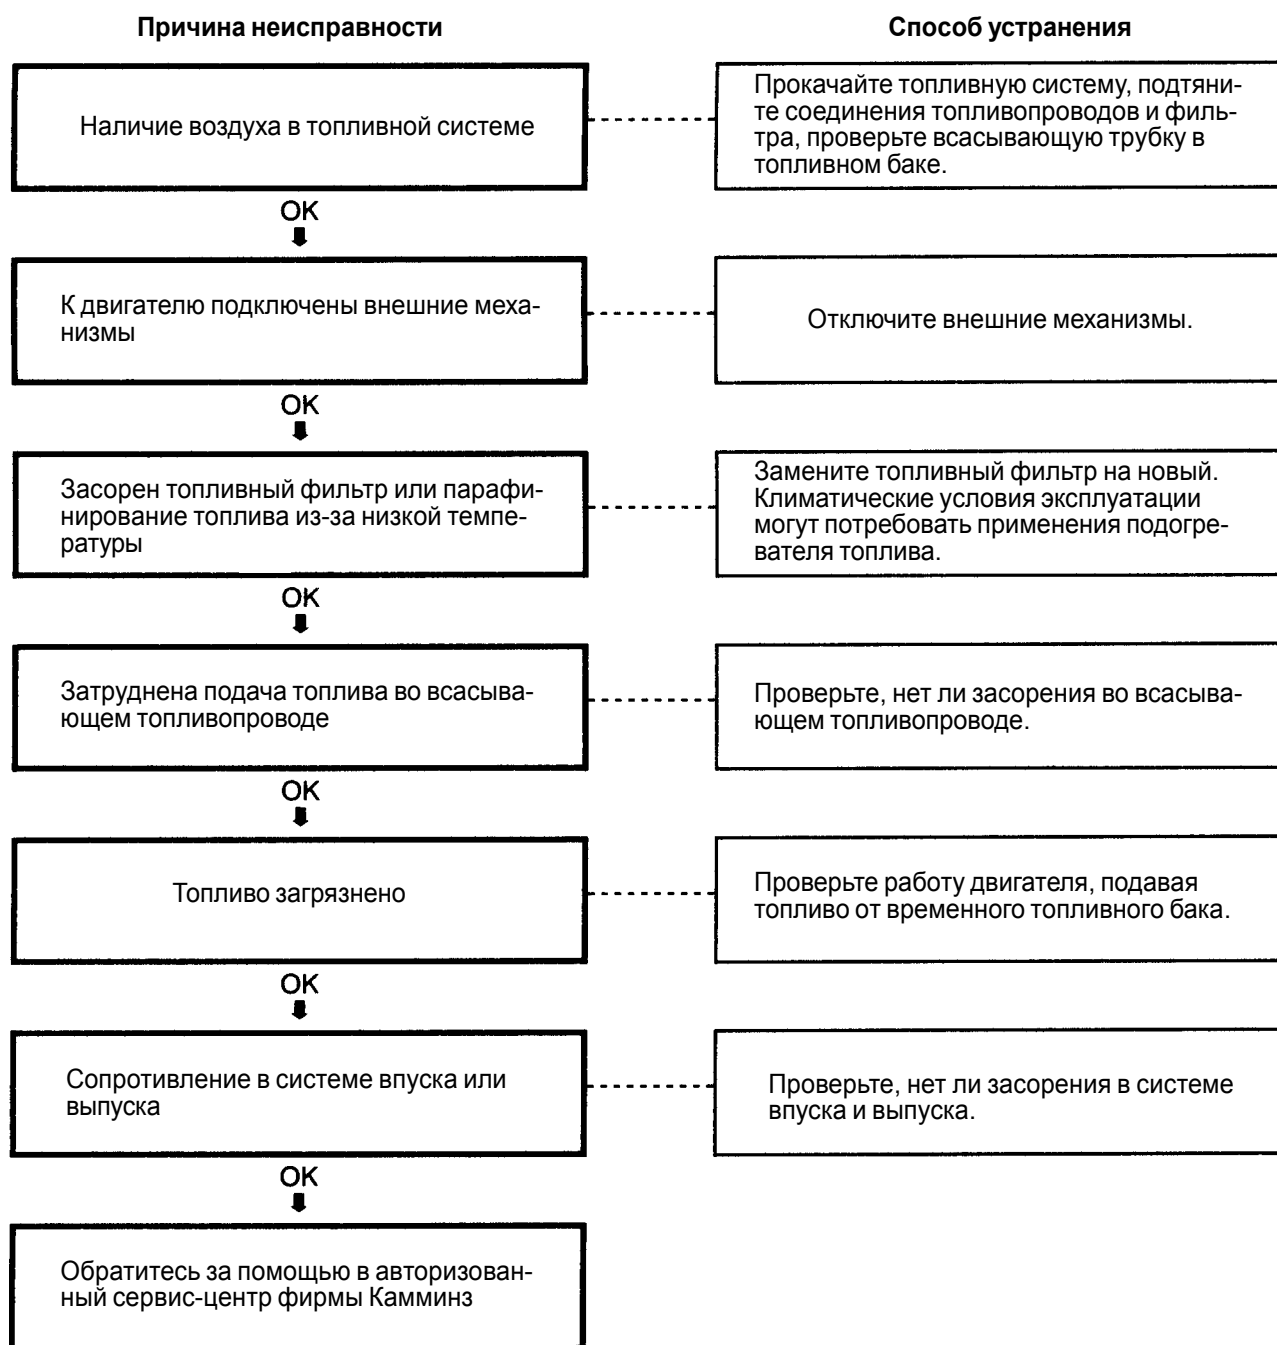 Причина неисправности
Способ устранения
Наличие воздуха в топливной системе
Прокачайте топливную систему, подтяни-
те соединения топливопроводов и филь-
тра, проверьте всасывающую трубку в
топливном баке.
OK
К двигателю подключены внешние меха-
низмы
Отключите внешние механизмы.
OK
Засорен топливный фильтр или парафи-
нирование топлива из-за низкой темпе-
ратуры
Замените топливный фильтр на новый.
Климатические условия эксплуатации
могут потребовать применения подогре-
вателя топлива.
OK
Затруднена подача топлива во всасыва-
ющем топливопроводе
Проверьте, нет ли засорения во всасыва-
ющем топливопроводе.
OK
Топливо загрязнено
Проверьте работу двигателя, подавая
топливо от временного топливного бака.
OK
Сопротивление в системе впуска или
выпуска
Проверьте, нет ли засорения в системе
впуска и выпуска.
OK
Обратитесь за помощью в авторизован-
ный сервис-центр фирмы Камминз